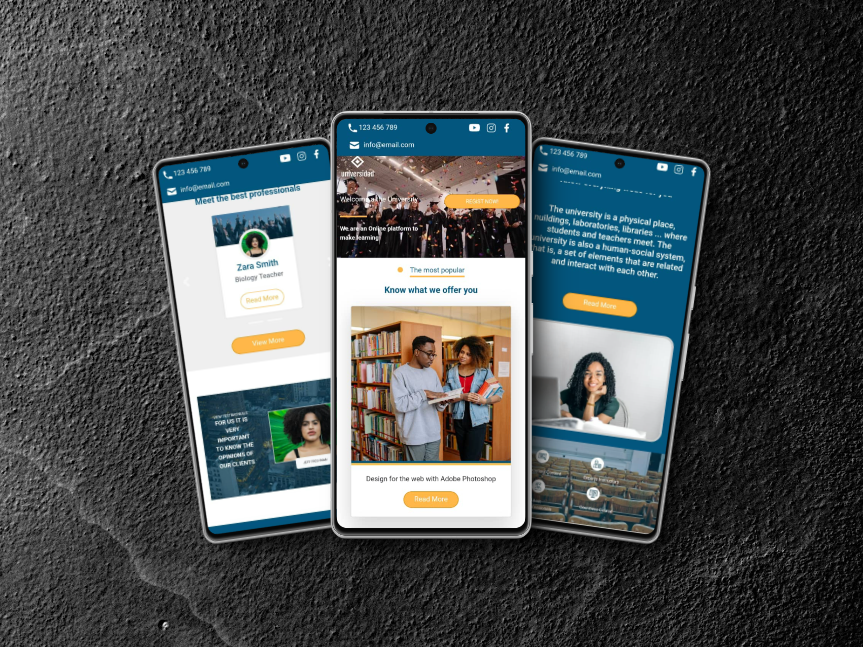 123 456 789
info@email.com
Meet the best professionals
Zara Smith
Biology Teacher
Read More
View More
FOR US IT IS
VERY
IMPORTANT
TO KNOW THE
OPINIONS OF
OUR CLIENTS
123 456 789
info@email.com
universidad
Welcome a the University
REGIST NOW!
We are an Online platform to
make learning
The most popular
Know what we offer you
Design for the web with Adobe Photoshop
Read More
123 456 789
info@email.com
The university is a physical place,
buildings, laboratories, libraries ... where
students and teachers meet. The
university is also a human-social system,
that is, a set of elements that are related
and interact with each other.
Read More